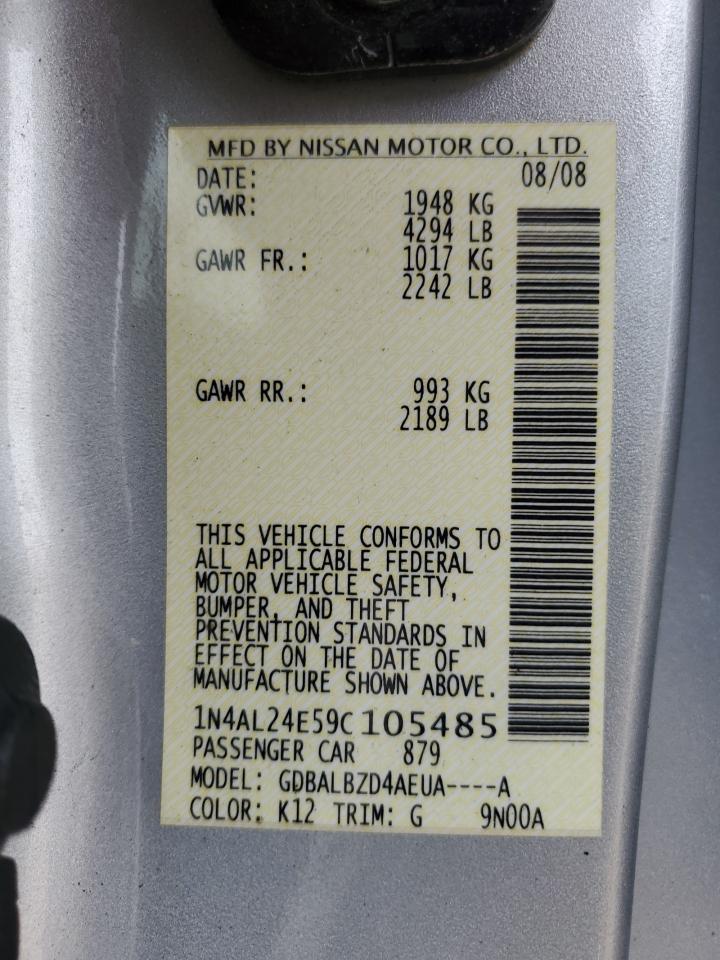 MFD BY NISSAN MOTOR CO., LTD.
DATE: 08/08
GVWR: 1948 KG
4294 LB
GAWR FR.: 1017 KG
2242 LB
GAWR RR.: 993 KG
2189 LB
THIS VEHICLE CONFORMS TO
ALL APPLICABLE FEDERAL
MOTOR VEHICLE SAFETY,
BUMPER, AND THEFT
PREVENTION STANDARDS IN
EFFECT ON THE DATE OF
MANUFACTURE SHOWN ABOVE.
1N4AL24E59C105485
PASSENGER CAR 879
MODEL: GDBALBZD4AEUA----A
COLOR: K12 TRIM: G 9N00A